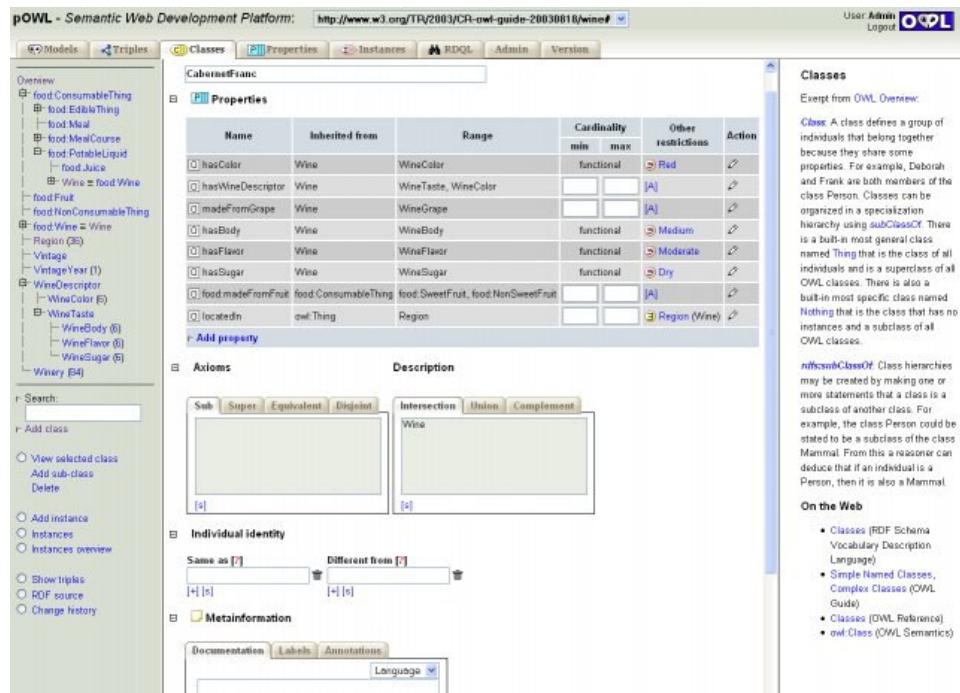 pOWL - Semantic Web Development Platform: http://www.w3.org/TR/2003/CR-owl-guide-20030818/wine#
User: Admin
Logout
OWL
Models Triples Classes Properties Instances RDQL Admin Version
Overview
food:ConsumableThing
food:EdibleThing
food:Meal
food:MealCourse
food:PotableLiquid
food:Juice
Wine ≡ food:Wine
food:Fruit
food:NonConsumableThing
food:Wine ≡ Wine
Region (36)
Vintage
VintageYear (1)
WineDescriptor
WineColor (6)
WineTaste
WineBody (6)
WineFlavor (6)
WineSugar (6)
Winery (84)
Search:
Add class
View selected class
Add sub-class
Delete
Add instance
Instances
Instances overview
Show triples
RDF source
Change history
CabernetFranc
Properties
Name Inherited from Range Cardinality Other restrictions Action
min max
hasColor Wine WineColor functional Red
hasWineDescriptor Wine WineTaste, WineColor [A]
madeFromGrape Wine WineGrape [A]
hasBody Wine WineBody functional Medium
hasFlavor Wine WineFlavor functional Moderate
hasSugar Wine WineSugar functional Dry
food:madeFromFruit food:ConsumableThing food:SweetFruit, food:NonSweetFruit [A]
locatedIn owl:Thing Region Region (Wine)
Add property
Axioms Description
Sub Super Equivalent Disjoint Intersection Union Complement
Wine
[s] [s]
Individual identity
Same as [?] Different from [?]
[+] [s] [+] [s]
Metainformation
Documentation Labels Annotations
Language
Classes
Exerpt from OWL Overview:
Class: A class defines a group of
individuals that belong together
because they share some
properties. For example, Deborah
and Frank are both members of the
class Person. Classes can be
organized in a specialization
hierarchy using subClassOf. There
is a built-in most general class
named Thing that is the class of all
individuals and is a superclass of all
OWL classes. There is also a
built-in most specific class named
Nothing that is the class that has no
instances and a subclass of all
OWL classes.
rdfs:subClassOf: Class hierarchies
may be created by making one or
more statements that a class is a
subclass of another class. For
example, the class Person could be
stated to be a subclass of the class
Mammal. From this a reasoner can
deduce that if an individual is a
Person, then it is also a Mammal.
On the Web
Classes (RDF Schema
Vocabulary Description
Language)
Simple Named Classes,
Complex Classes (OWL
Guide)
Classes (OWL Reference)
owl:Class (OWL Semantics)